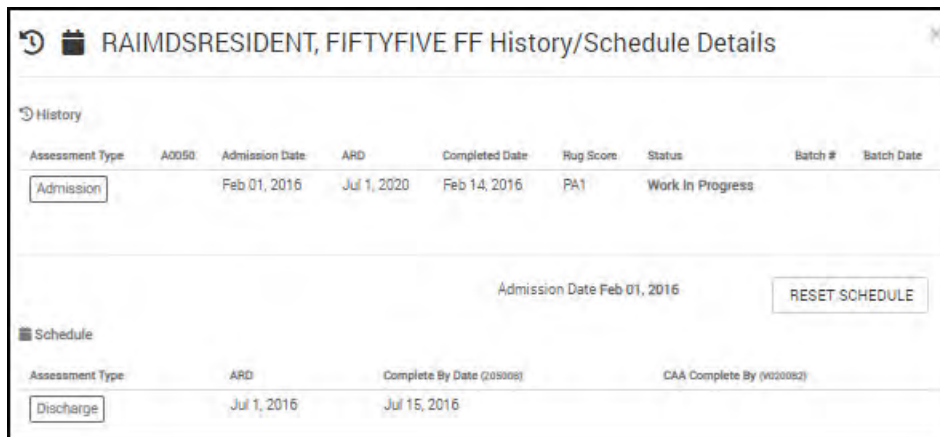 RAIMDSRESIDENT, FIFTYFIVE FF History/Schedule Details
History
Assessment Type A0050 Admission Date ARD Completed Date Rug Score Status Batch # Batch Date
Admission Feb 01, 2016 Jul 1, 2020 Feb 14, 2016 PA1 Work In Progress
Admission Date Feb 01, 2016 RESET SCHEDULE
Schedule
Assessment Type ARD Complete By Date (Z0500B) CAA Complete By (V0200B2)
Discharge Jul 1, 2016 Jul 15, 2016